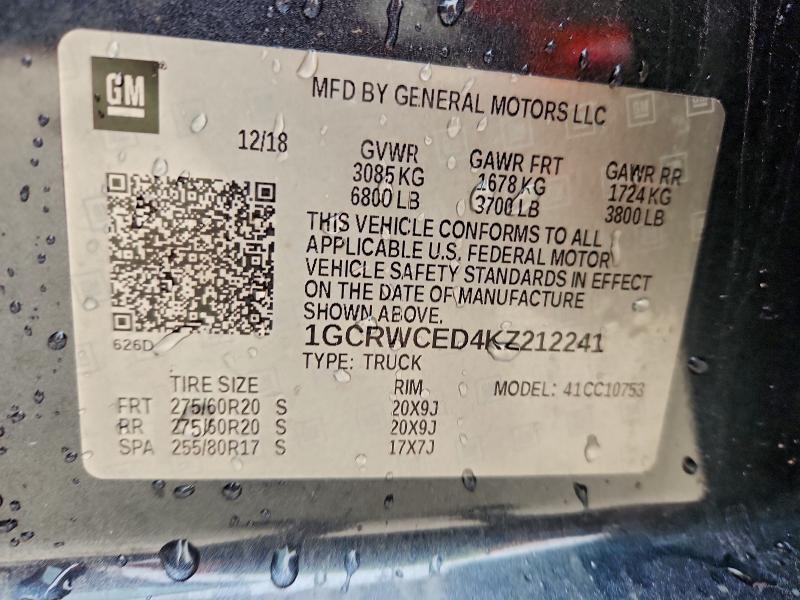 GM
MFD BY GENERAL MOTORS LLC
12/18
GVWR GAWR FRT GAWR RR
3085 KG 1678 KG 1724 KG
6800 LB 3700 LB 3800 LB
THIS VEHICLE CONFORMS TO ALL
APPLICABLE U.S. FEDERAL MOTOR
VEHICLE SAFETY STANDARDS IN EFFECT
ON THE DATE OF MANUFACTURE
SHOWN ABOVE.
626D
1GCRWCED4KZ212241
TYPE: TRUCK
TIRE SIZE RIM MODEL: 41CC10753
FRT 275/60R20 S 20X9J
RR 275/60R20 S 20X9J
SPA 255/80R17 S 17X7J